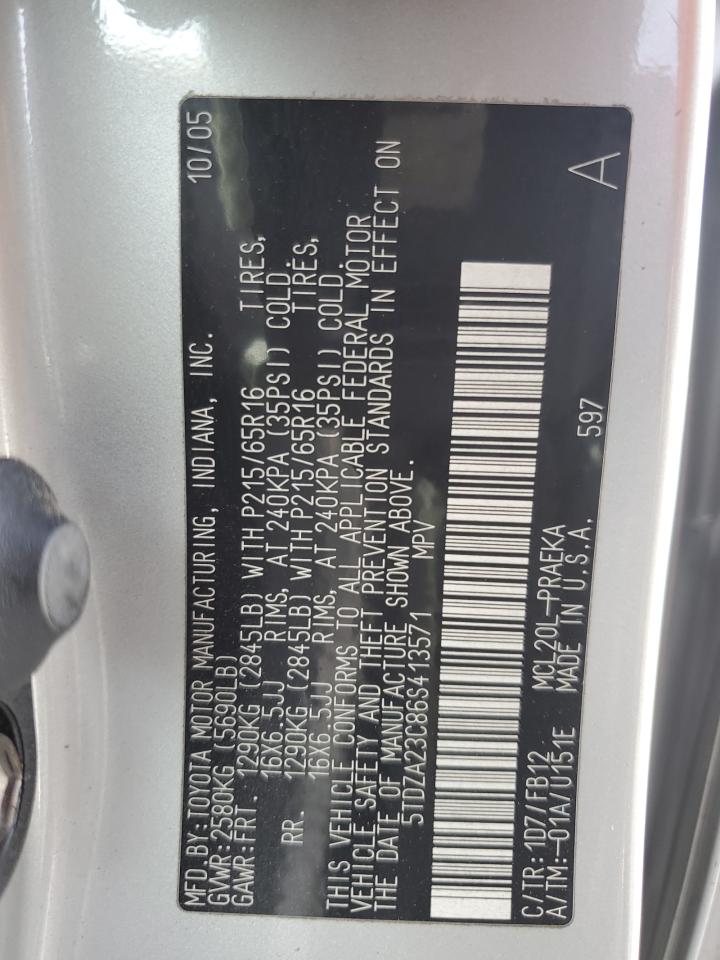 MFD. BY: TOYOTA MOTOR MANUFACTURING, INDIANA, INC. 10/05
GVWR: 2580KG (5690LB)
GAWR: FRT. 1290KG (2845LB) WITH P215/65R16 TIRES,
16X6.5JJ RIMS, AT 240KPA (35PSI) COLD.
RR. 1290KG (2845LB) WITH P215/65R16 TIRES,
16X6.5JJ RIMS, AT 240KPA (35PSI) COLD.
THIS VEHICLE CONFORMS TO ALL APPLICABLE FEDERAL MOTOR
VEHICLE SAFETY AND THEFT PREVENTION STANDARDS IN EFFECT ON
THE DATE OF MANUFACTURE SHOWN ABOVE.
5TDZA23C86S413571 MPV
C/TR: 1D7/FB12 MCL20L-PRAEKA 597 A
A/TM: -01A/U151E MADE IN U.S.A.